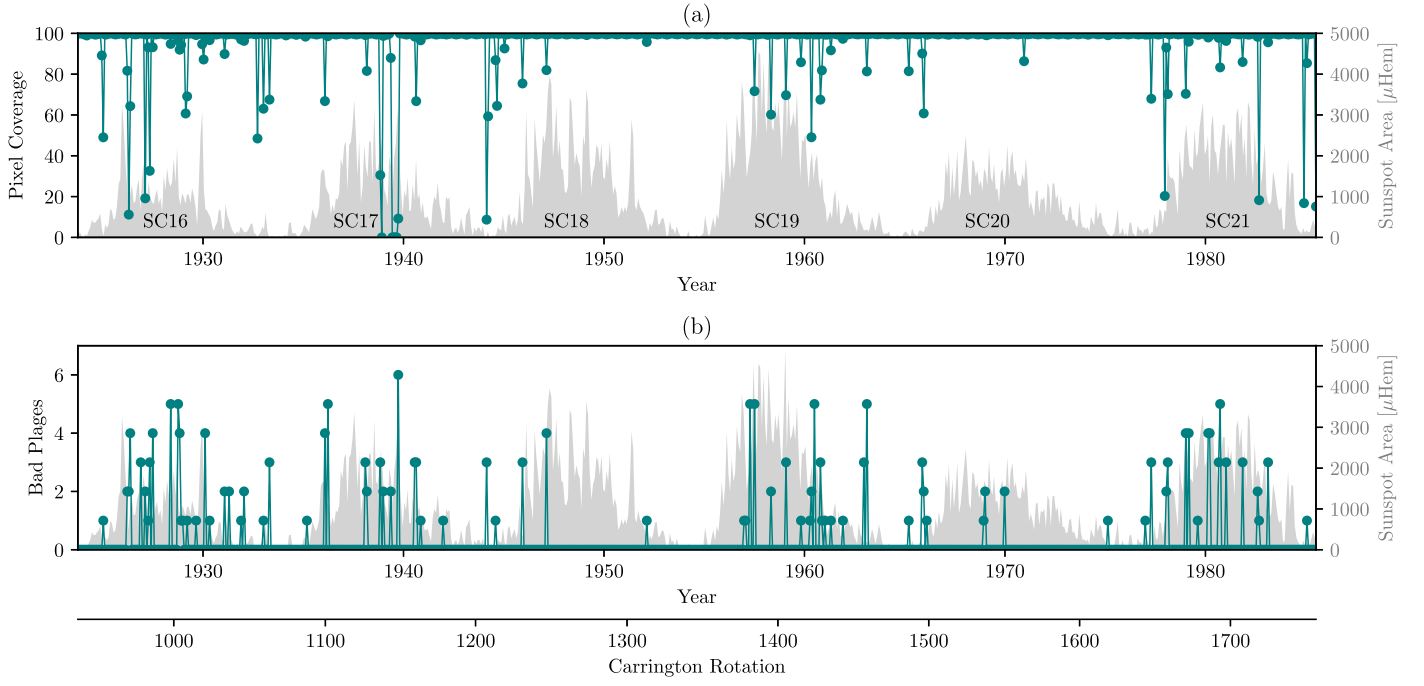 (a)
100
80
60
40
20
0
Pixel Coverage
5000
4000
3000
2000
1000
0
Sunspot Area [μHem]
SC16 SC17 SC18 SC19 SC20 SC21
1930 1940 1950 1960 1970 1980
Year
(b)
6
4
2
0
Bad Plages
5000
4000
3000
2000
1000
0
Sunspot Area [μHem]
1930 1940 1950 1960 1970 1980
Year
1000 1100 1200 1300 1400 1500 1600 1700
Carrington Rotation